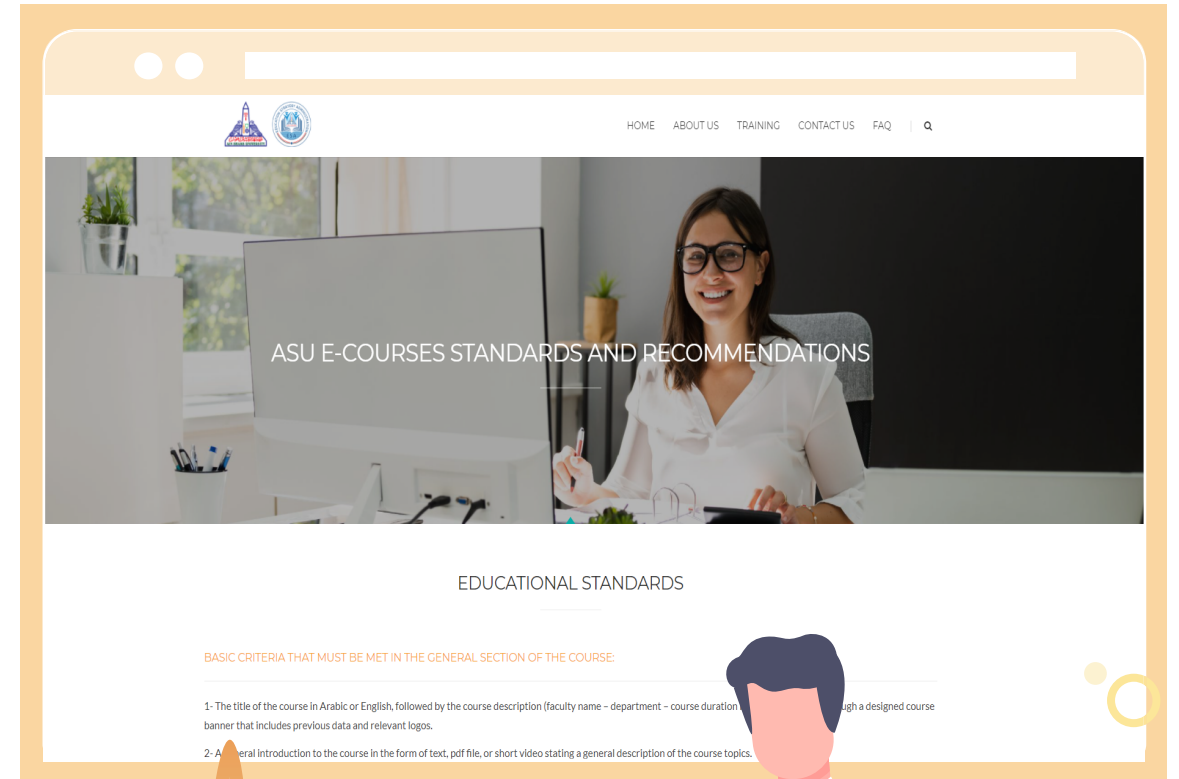 HOME ABOUT US TRAINING CONTACT US FAQ
ASU E-COURSES STANDARDS AND RECOMMENDATIONS
EDUCATIONAL STANDARDS
BASIC CRITERIA THAT MUST BE MET IN THE GENERAL SECTION OF THE COURSE:
1- The title of the course in Arabic or English, followed by the course description (faculty name – department – course duration a designed course
banner that includes previous data and relevant logos.
2- A introduction to the course in the form of text, pdf file, or short video stating a general description of the course topics.